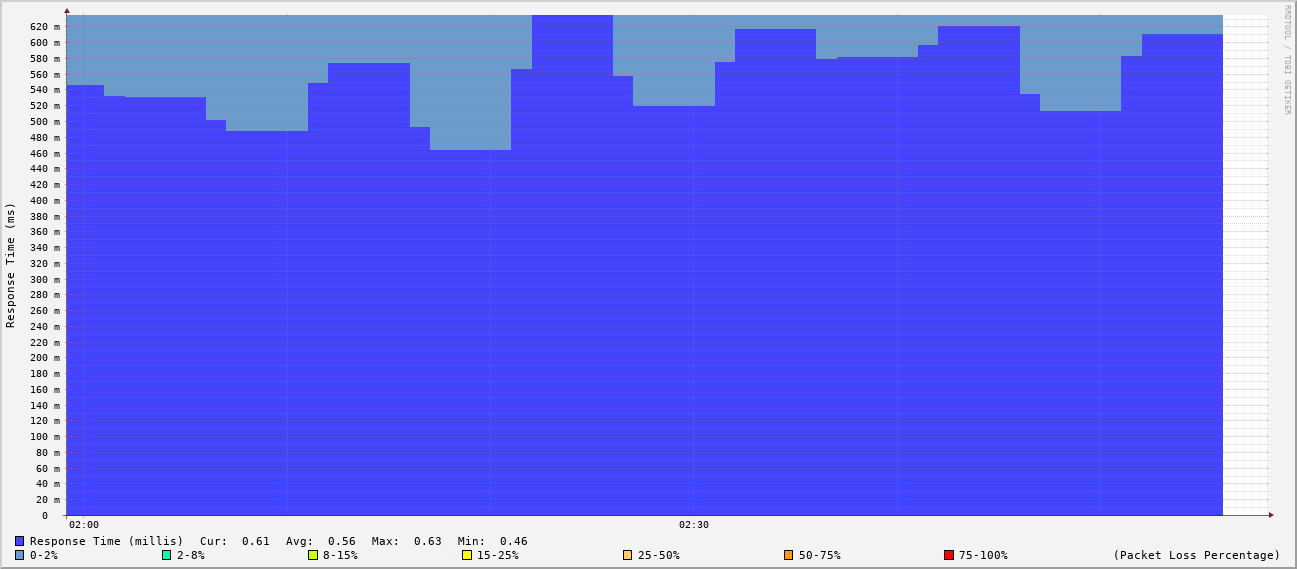 RRDTOOL / TOBI OETIKER
Response Time (ms)
620 m
600 m
580 m
560 m
540 m
520 m
500 m
480 m
460 m
440 m
420 m
400 m
380 m
360 m
340 m
320 m
300 m
280 m
260 m
240 m
220 m
200 m
180 m
160 m
140 m
120 m
100 m
80 m
60 m
40 m
20 m
0
02:00 02:30
Response Time (millis) Cur: 0.61 Avg: 0.56 Max: 0.63 Min: 0.46
0-2% 2-8% 8-15% 15-25% 25-50% 50-75% 75-100% (Packet Loss Percentage)